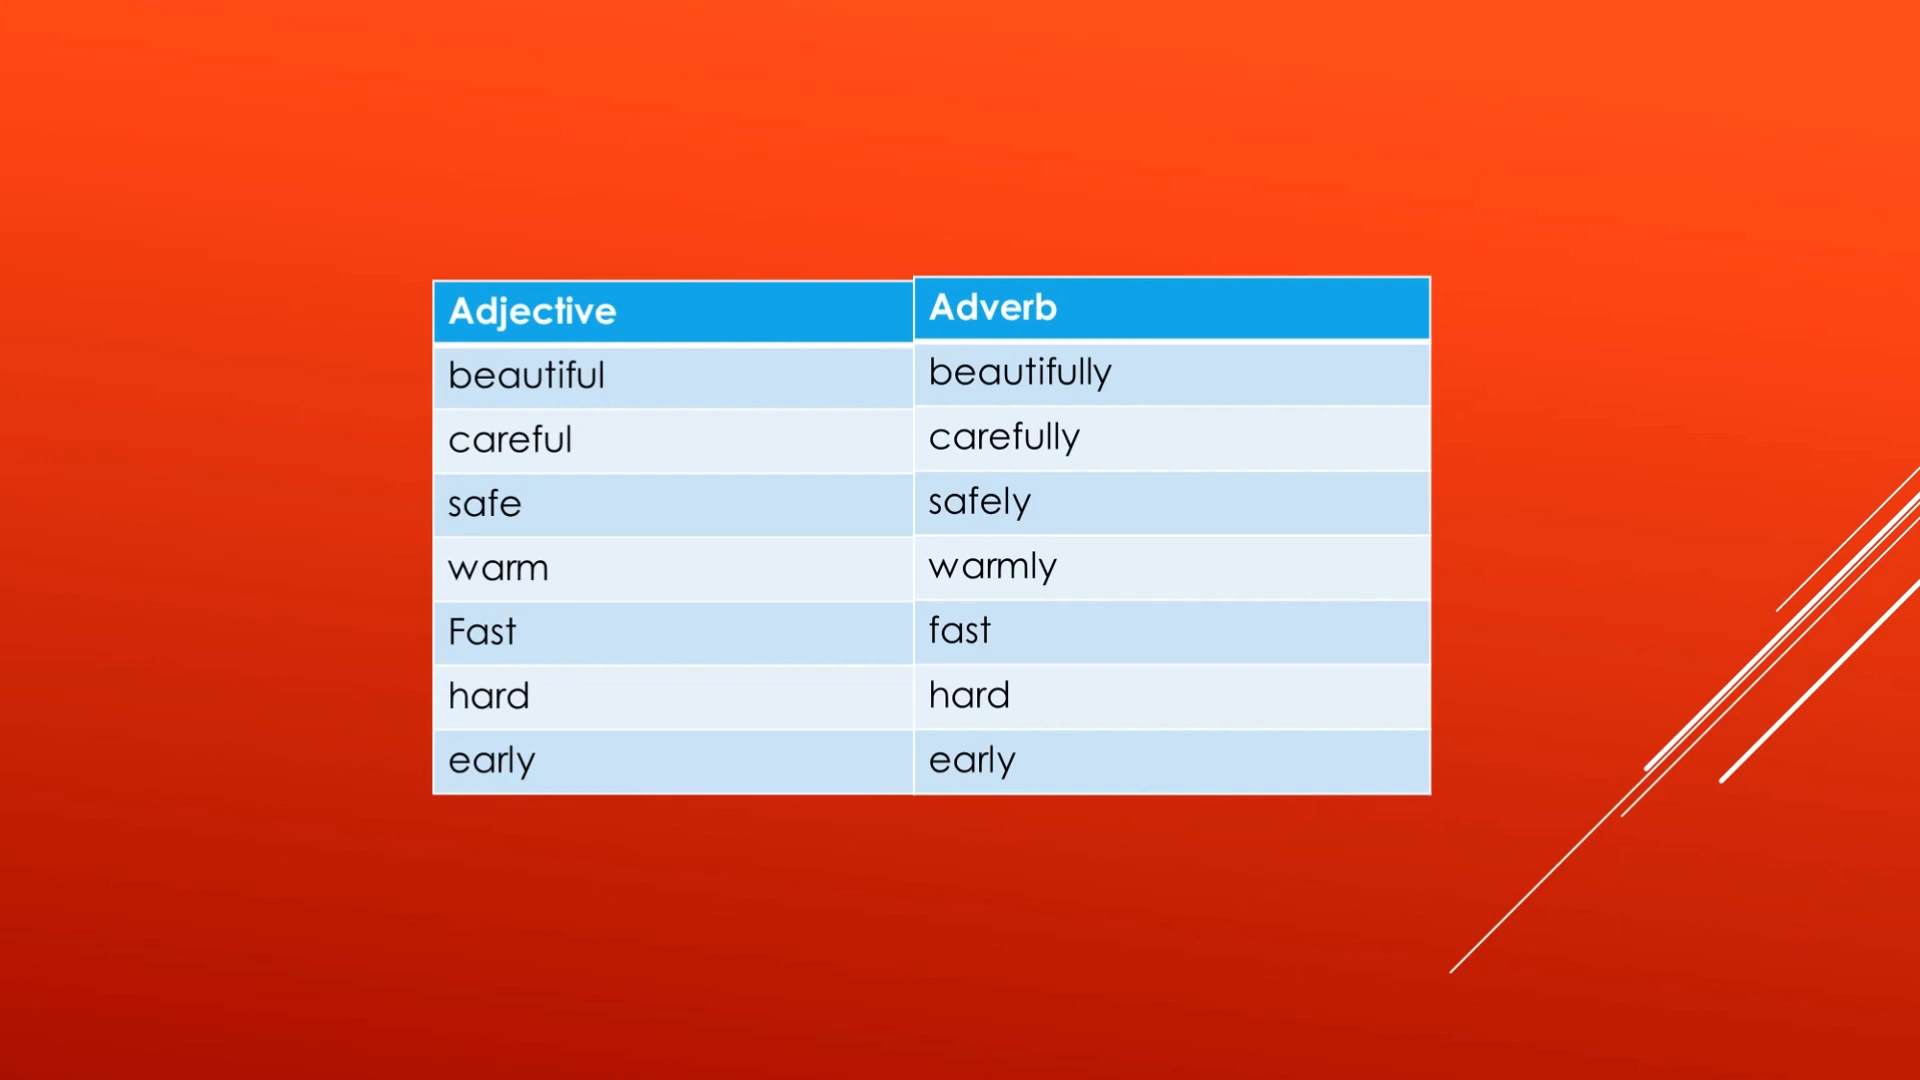 Adjective Adverb
beautiful beautifully
careful carefully
safe safely
warm warmly
Fast fast
hard hard
early early